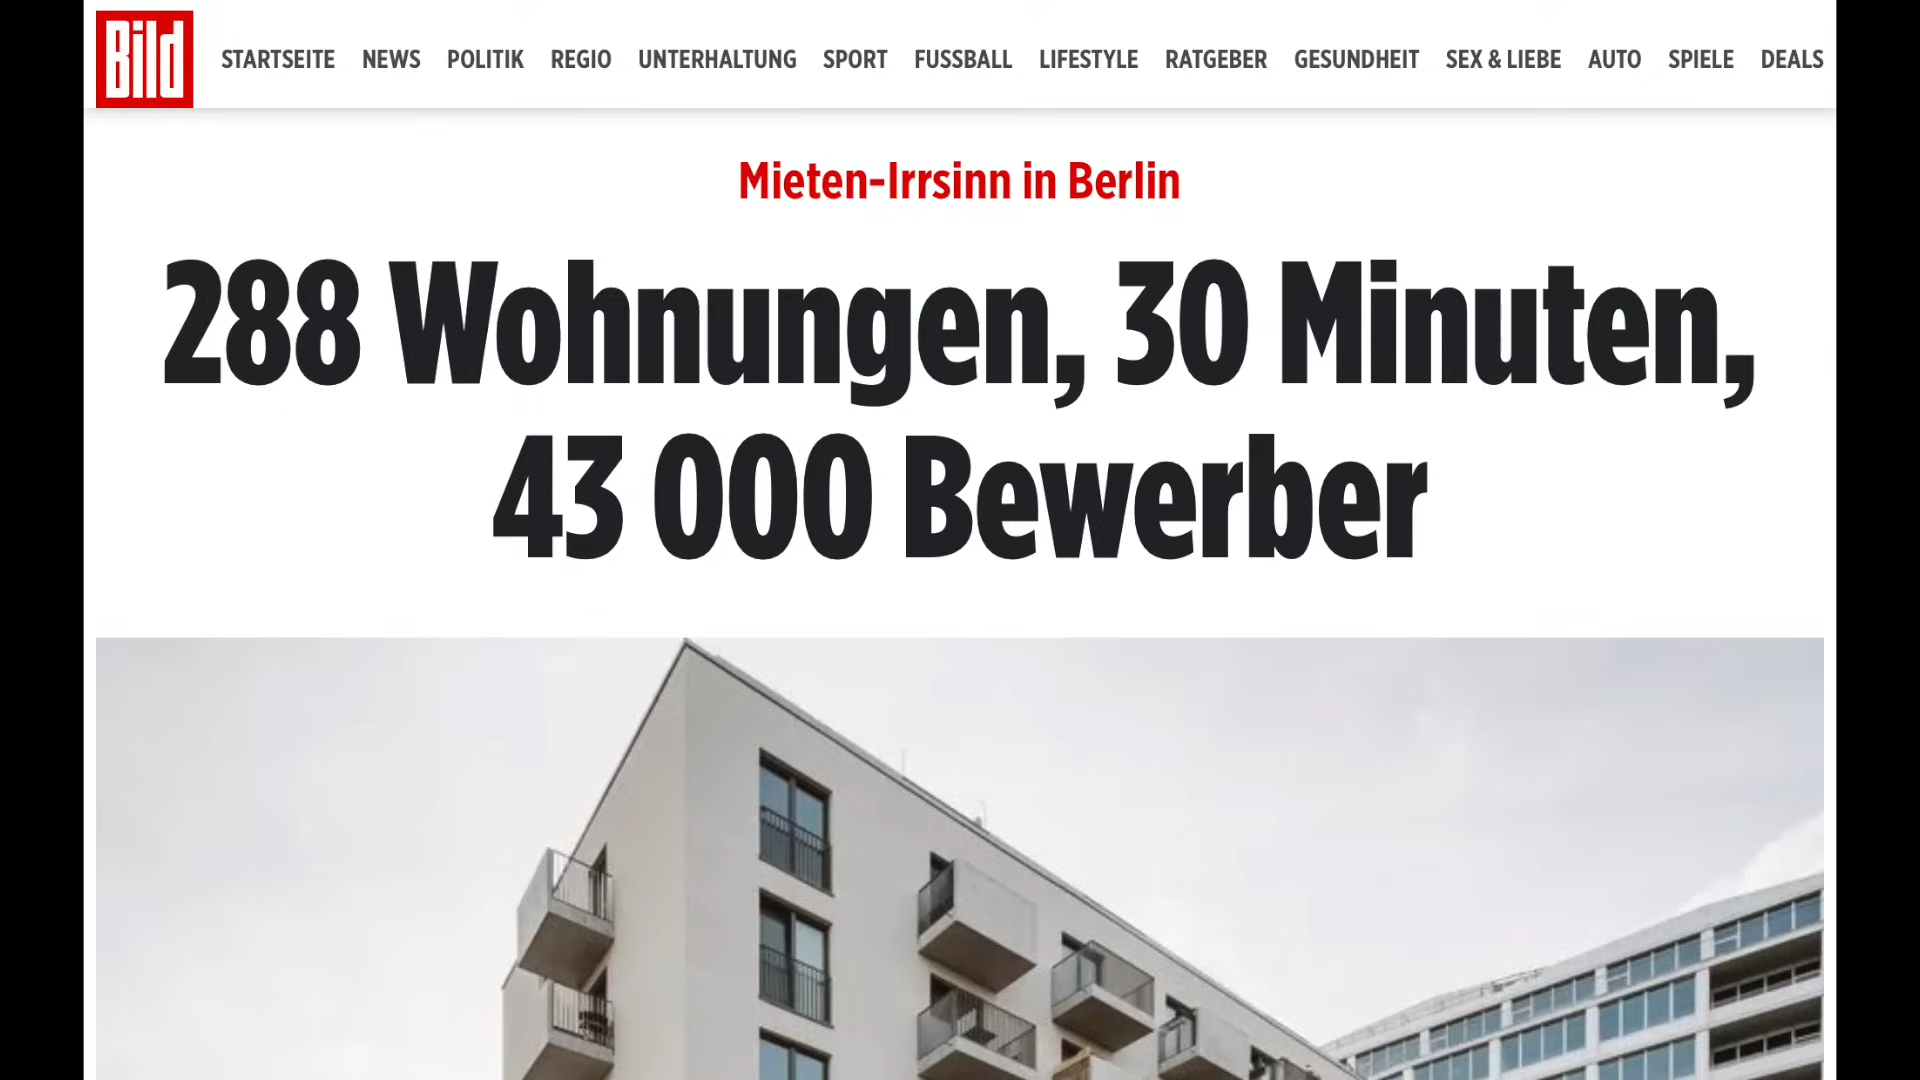 Bild
STARTSEITE NEWS POLITIK REGIO UNTERHALTUNG SPORT FUSSBALL LIFESTYLE RATGEBER GESUNDHEIT SEX & LIEBE AUTO SPIELE DEALS
Mieten-Irrsinn in Berlin
288 Wohnungen, 30 Minuten,
43 000 Bewerber